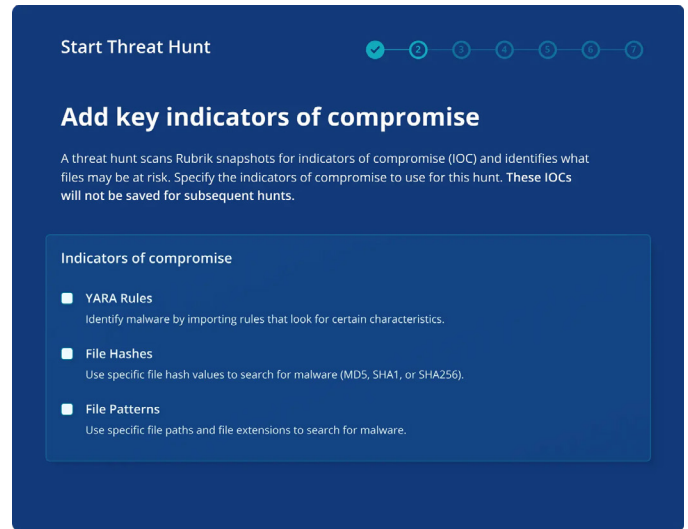 Start Threat Hunt
2 3 4 5 6 7
Add key indicators of compromise
A threat hunt scans Rubrik snapshots for indicators of compromise (IOC) and identifies what
files may be at risk. Specify the indicators of compromise to use for this hunt. These IOCs
will not be saved for subsequent hunts.
Indicators of compromise
YARA Rules
Identify malware by importing rules that look for certain characteristics.
File Hashes
Use specific file hash values to search for malware (MD5, SHA1, or SHA256).
File Patterns
Use specific file paths and file extensions to search for malware.